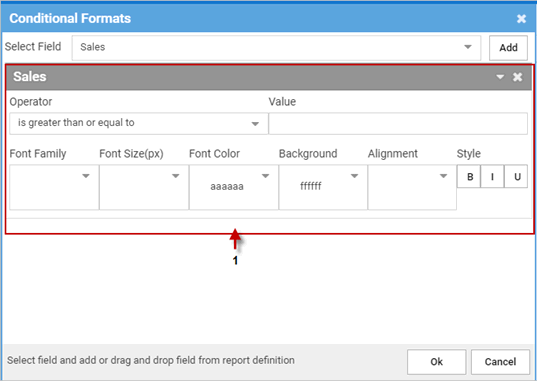 Conditional Formats
Select Field Sales Add
Sales
Operator Value
is greater than or equal to
Font Family Font Size(px) Font Color Background Alignment Style
aaaaaa ffffff B I U
1
Select field and add or drag and drop field from report definition Ok Cancel